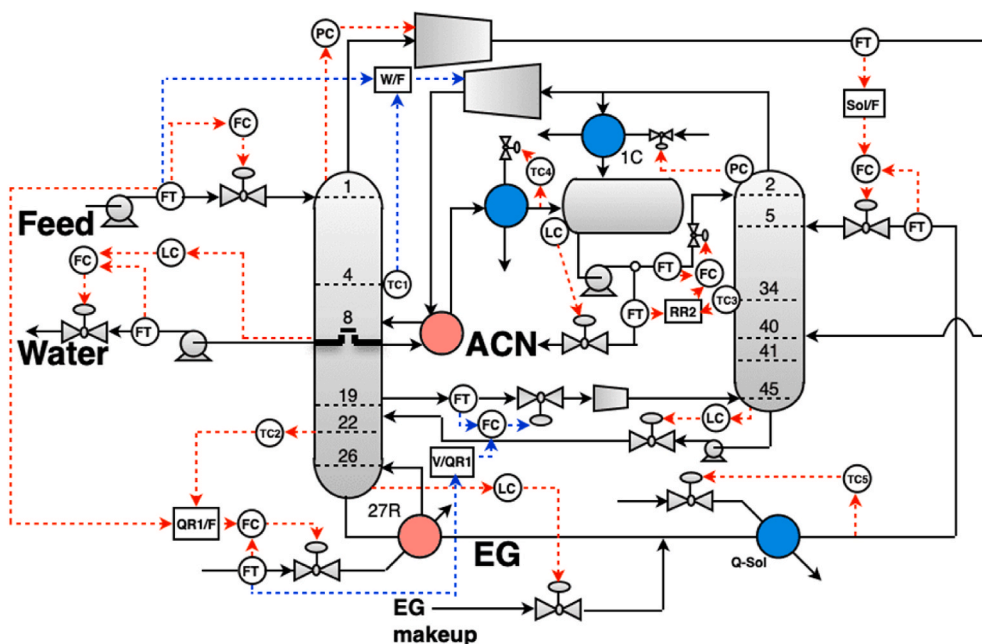 PC
FT
W/F
Sol/F
FC
1C
TC4
PC
FC
1
2
FT
Feed
5
FT
LC
FC
LC
FT
FC
4
TC1
TC3
34
FT
RR2
8
FT
Water
ACN
40
41
19
FT
45
22
TC2
FC
LC
26
V/QR1
LC
TC5
27R
QR1/F
FC
EG
Q-Sol
FT
EG
makeup